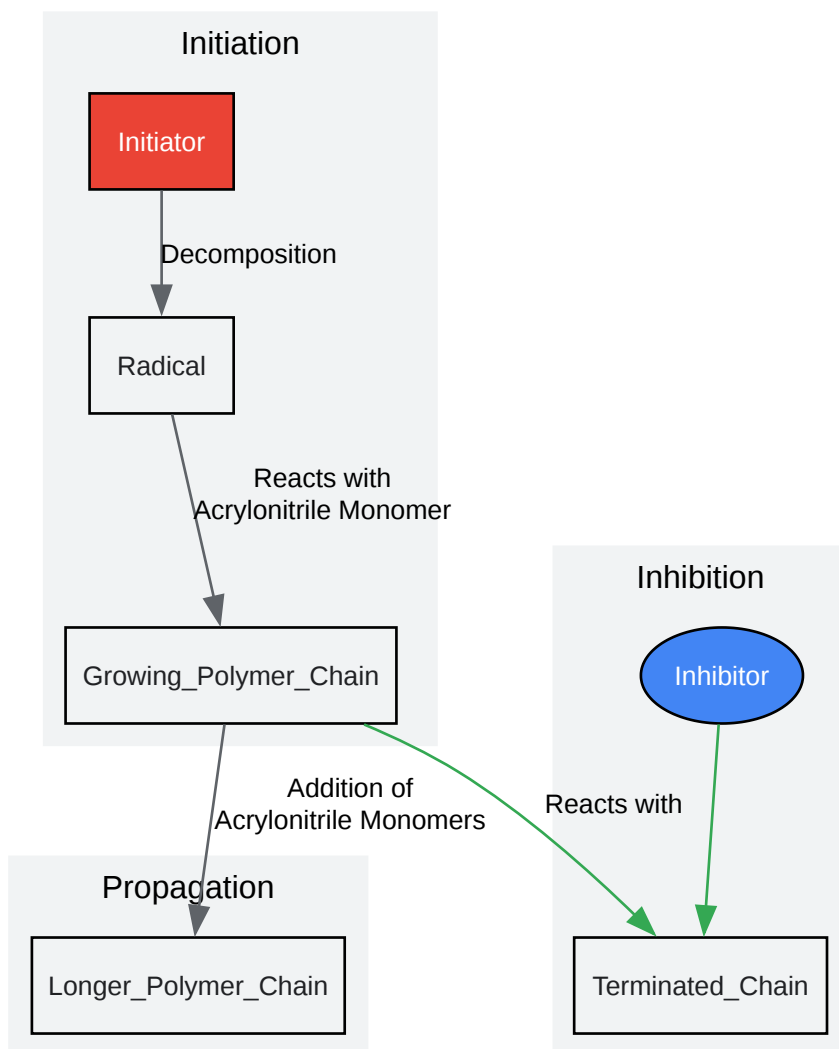 Initiation
Initiator
Decomposition
Radical
Reacts with
Acrylonitrile Monomer
Growing_Polymer_Chain
Inhibition
Inhibitor
Addition of
Acrylonitrile Monomers
Reacts with
Propagation
Longer_Polymer_Chain
Terminated_Chain